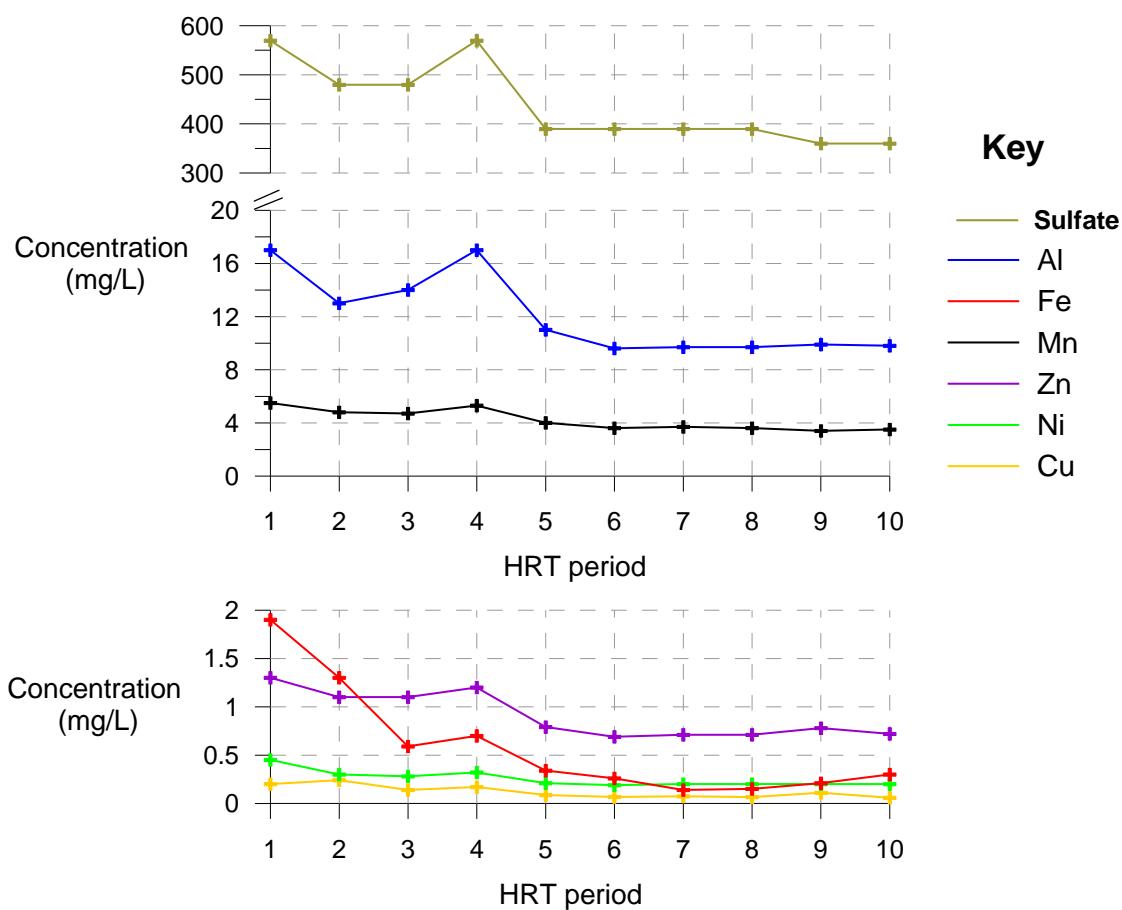 600
500
400
300
20
16
12
8
4
0
Concentration
(mg/L)
1 2 3 4 5 6 7 8 9 10
HRT period
Key
Sulfate
Al
Fe
Mn
Zn
Ni
Cu
2
1.5
1
0.5
0
Concentration
(mg/L)
1 2 3 4 5 6 7 8 9 10
HRT period